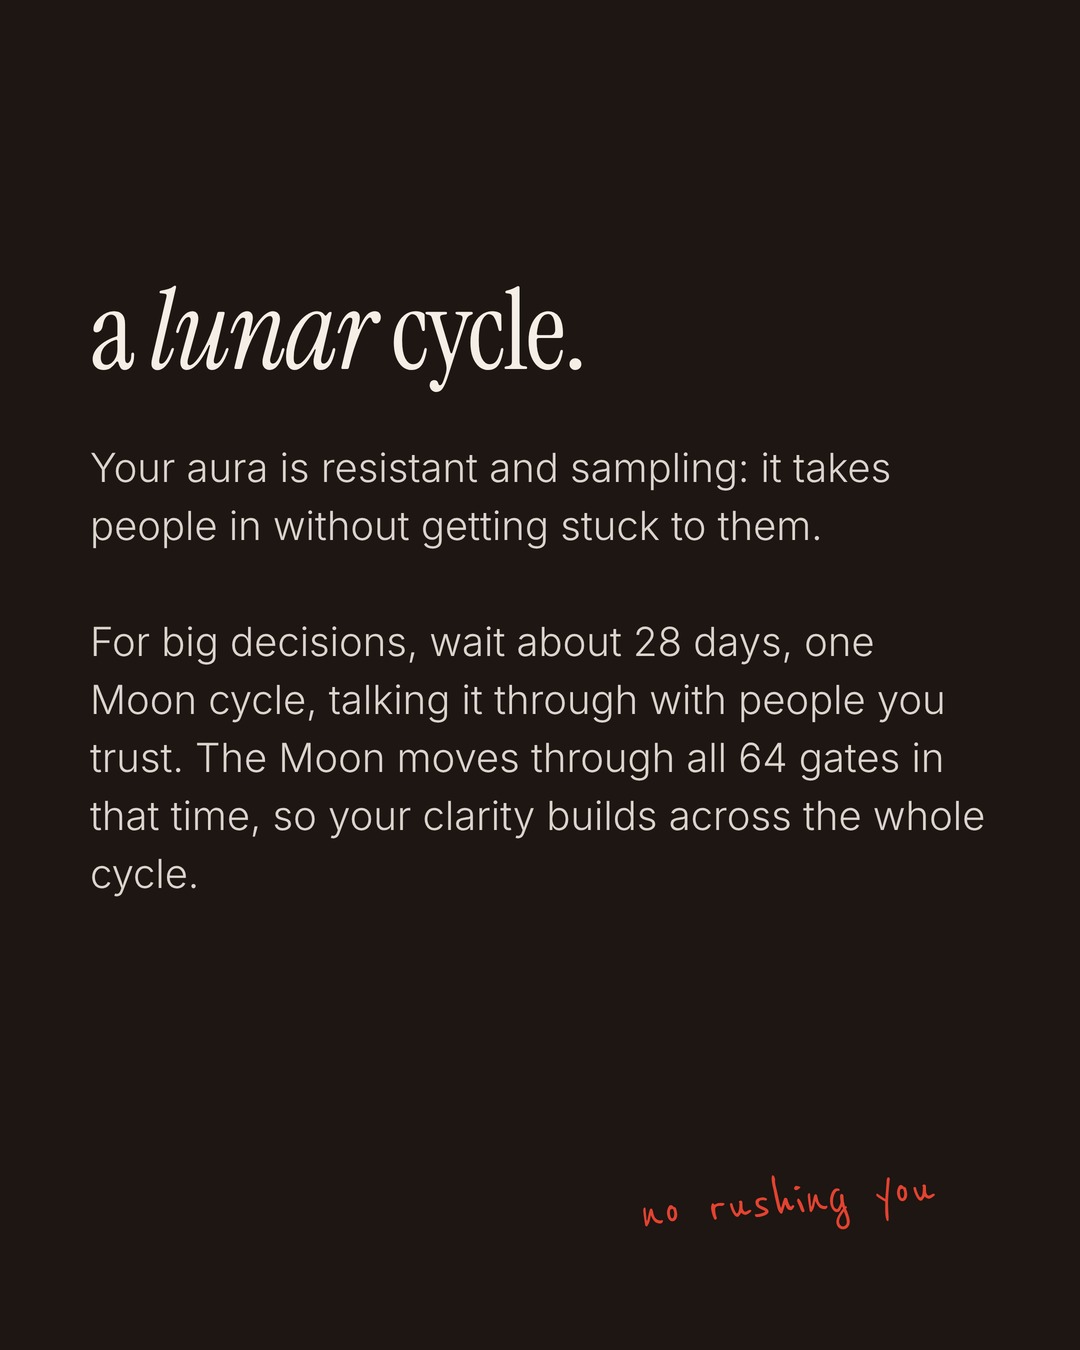 a lunar cycle.
Your aura is resistant and sampling: it takes
people in without getting stuck to them.
For big decisions, wait about 28 days, one
Moon cycle, talking it through with people you
trust. The Moon moves through all 64 gates in
that time, so your clarity builds across the whole
cycle.
no rushing you